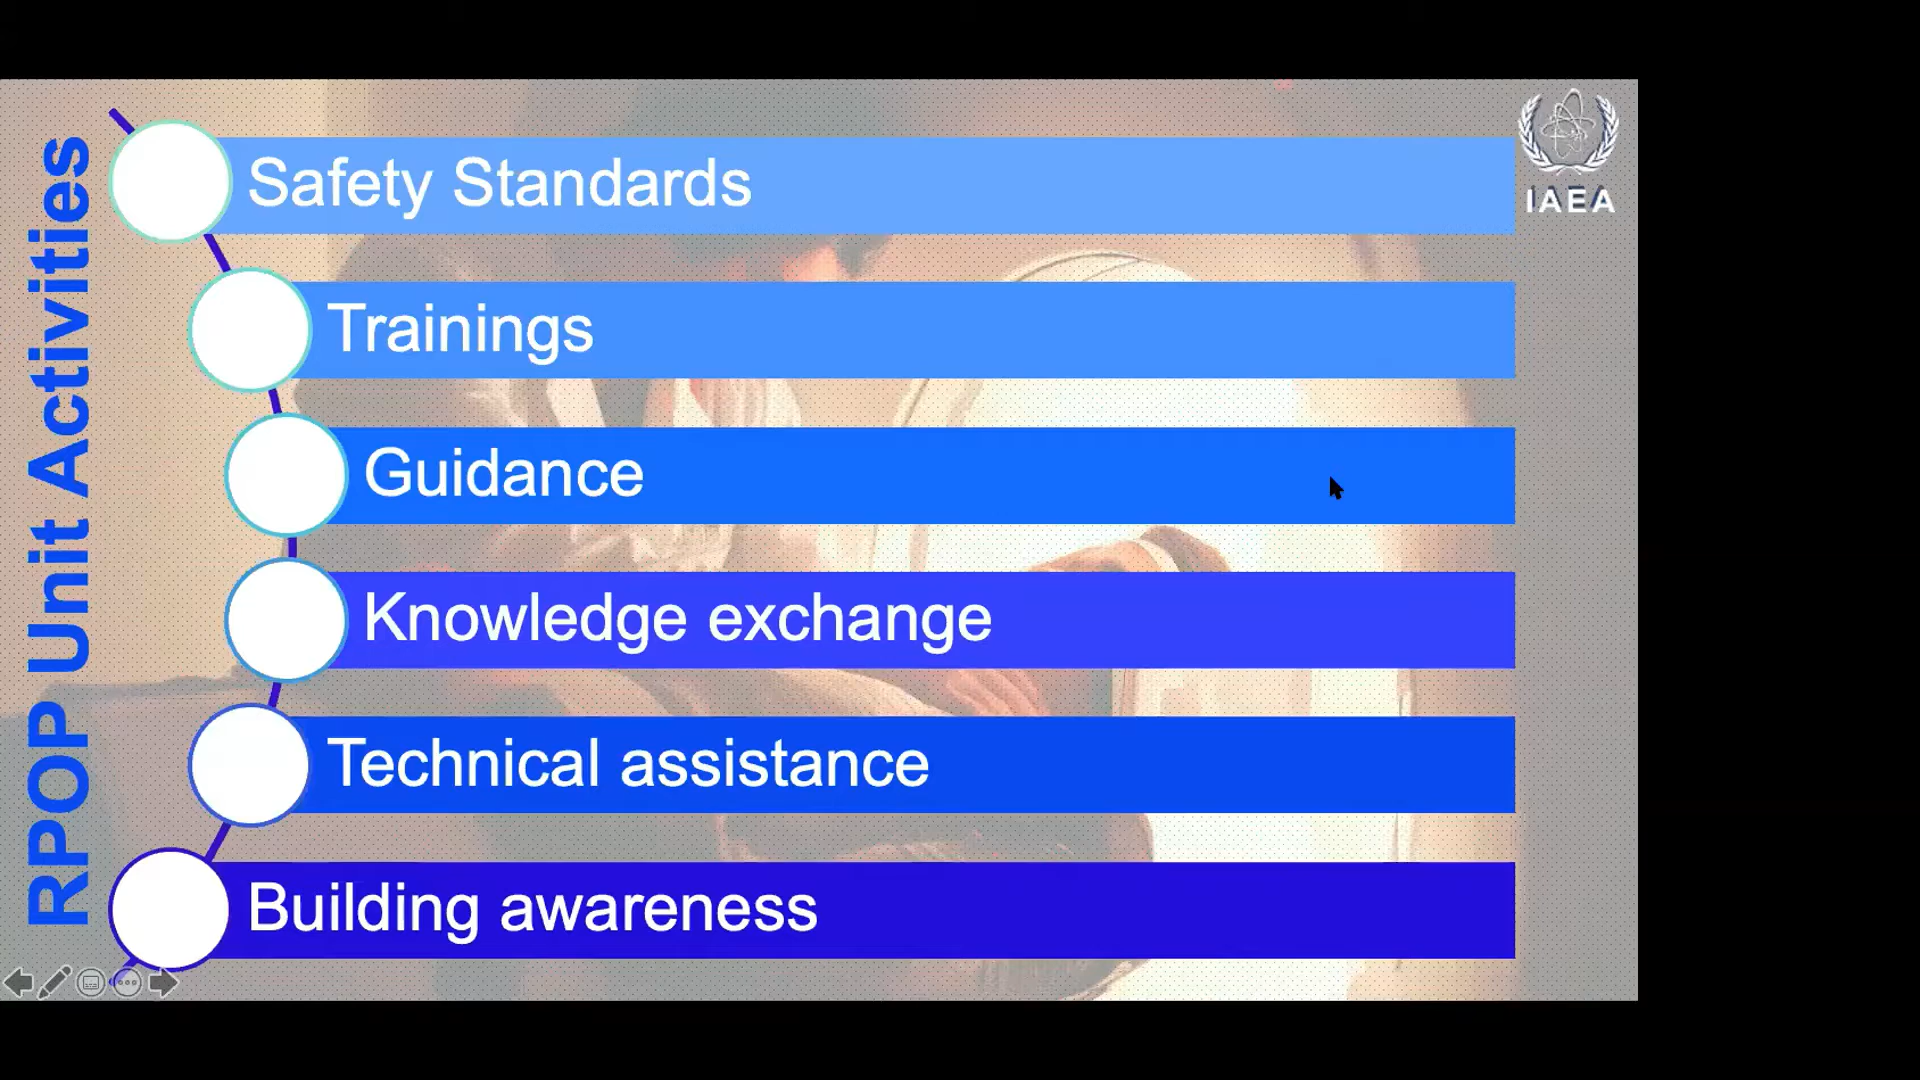 RPOP Unit Activities
Safety Standards
Trainings
Guidance
Knowledge exchange
Technical assistance
Building awareness
IAEA